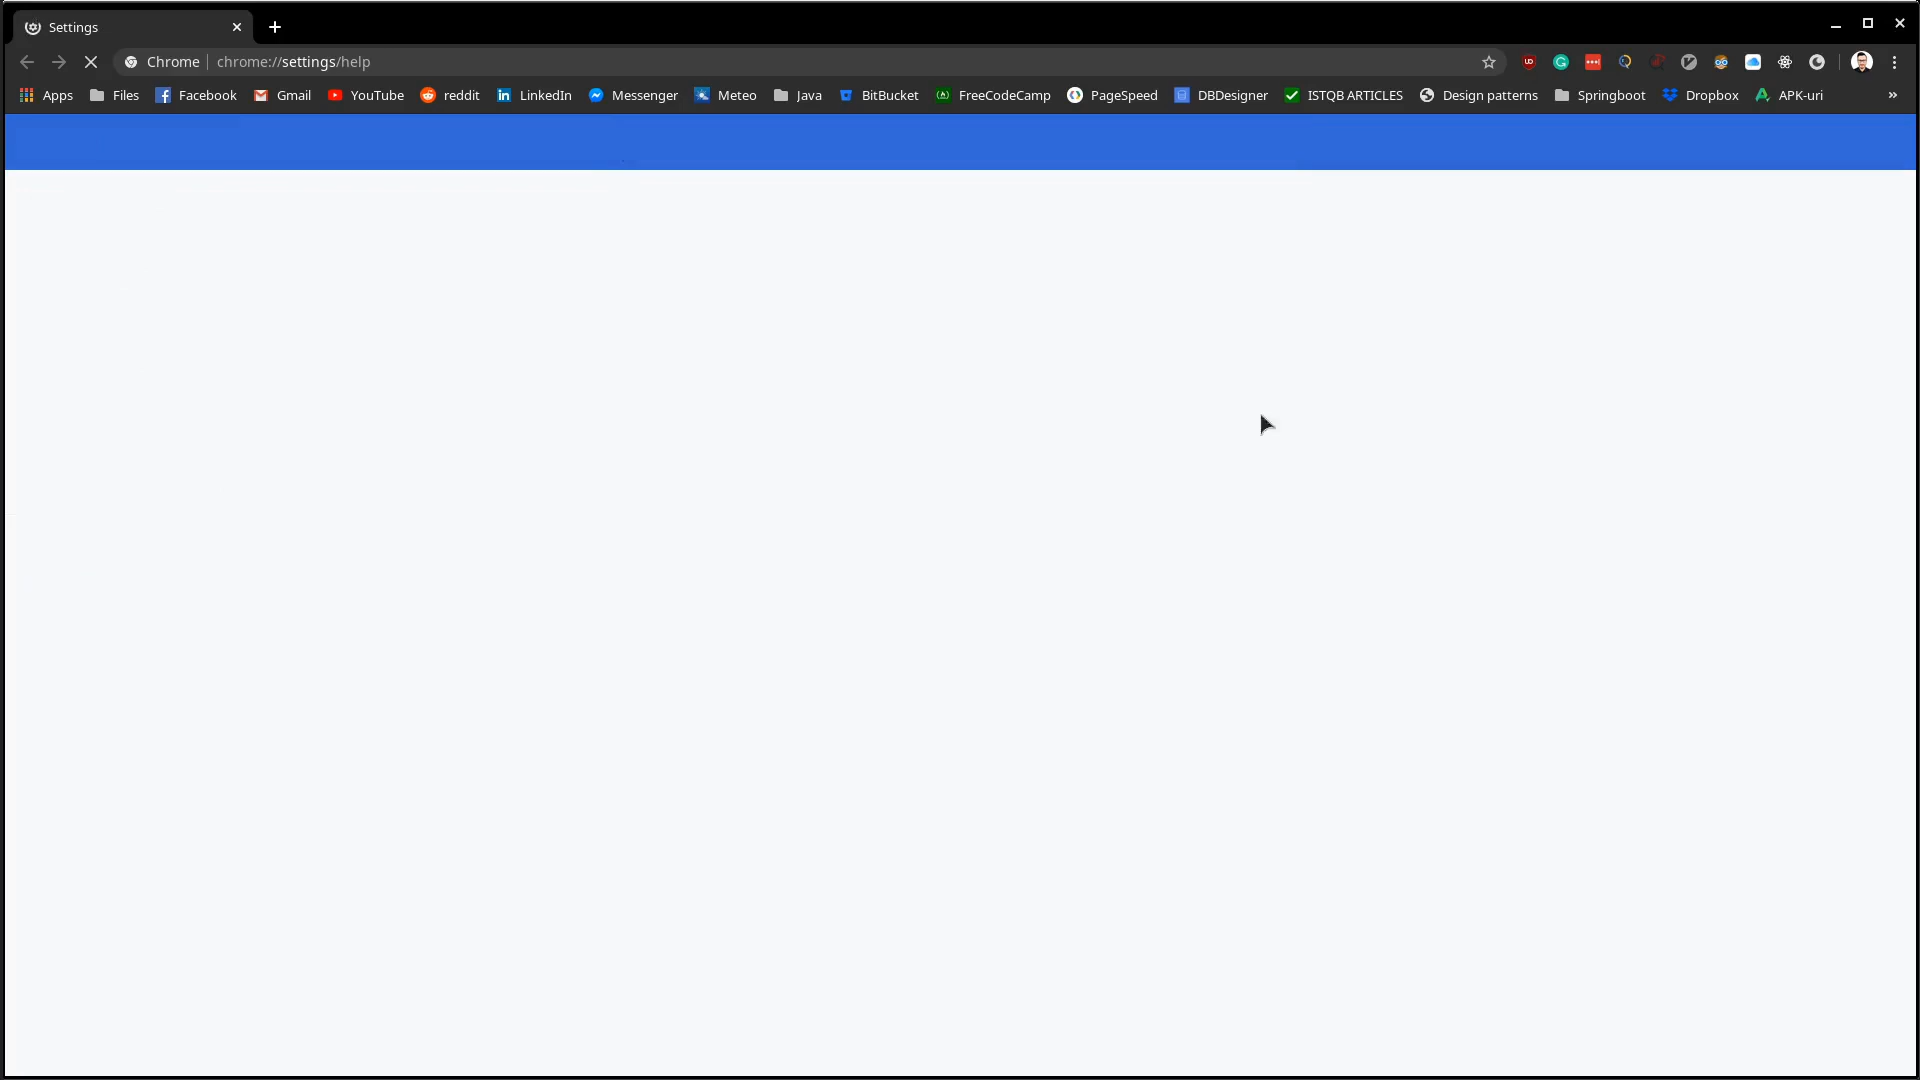 Settings
Chrome | chrome://settings/help
Apps Files Facebook Gmail YouTube reddit LinkedIn Messenger Meteo Java BitBucket FreeCodeCamp PageSpeed DBDesigner ISTQB ARTICLES Design patterns Springboot Dropbox APK-uri »